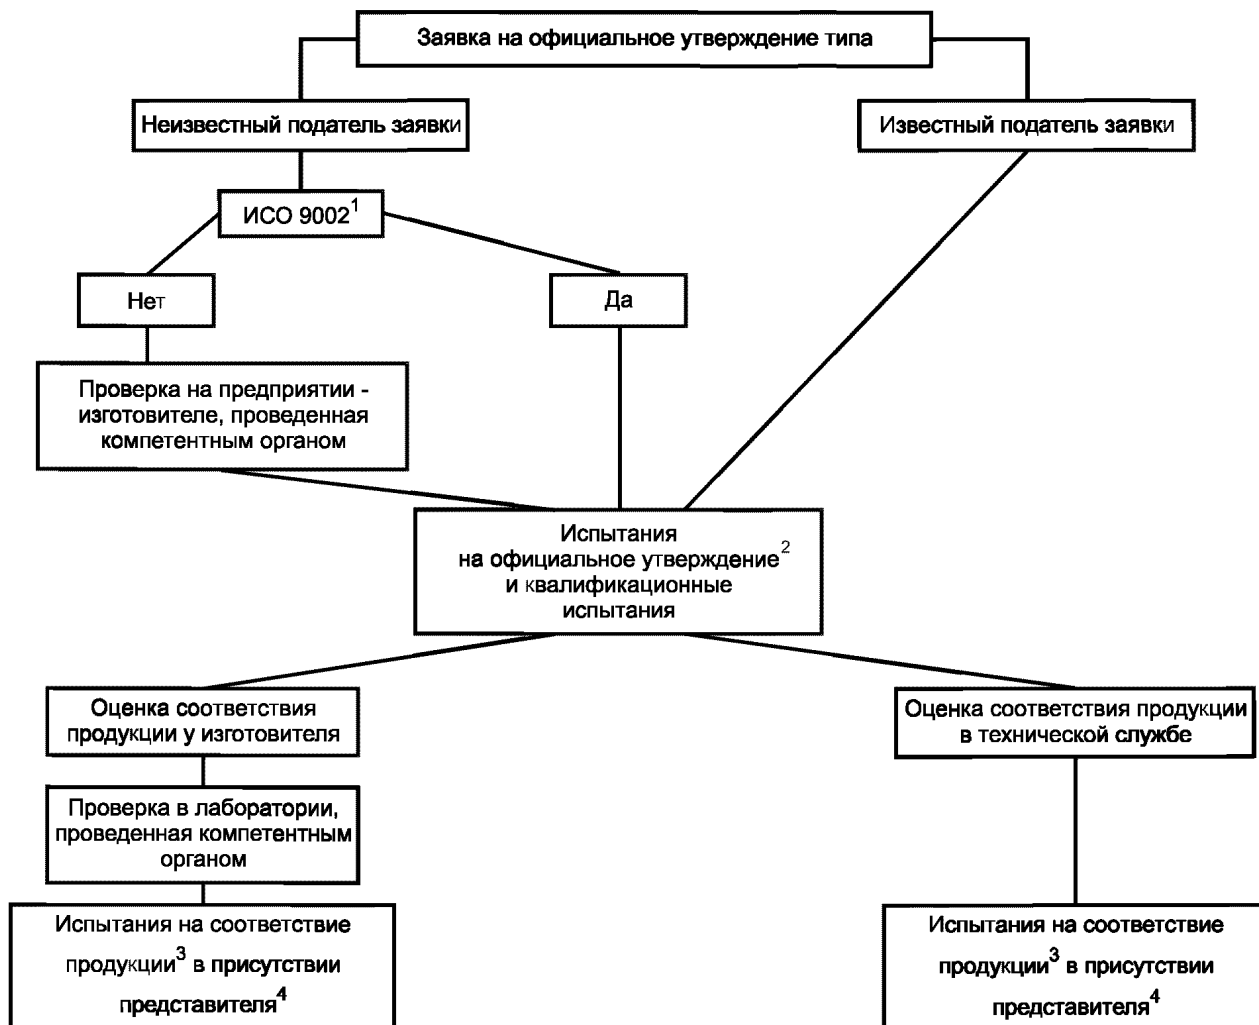 Заявка на официальное утверждение типа
Неизвестный податель заявки
Известный податель заявки
ИСО 9002¹
Нет
Да
Проверка на предприятии -
изготовителе, проведенная
компетентным органом
Испытания
на официальное утверждение²
и квалификационные
испытания
Оценка соответствия
продукции у изготовителя
Оценка соответствия продукции
в технической службе
Проверка в лаборатории,
проведенная компетентным
органом
Испытания на соответствие
продукции³ в присутствии
представителя⁴
Испытания на соответствие
продукции³ в присутствии
представителя⁴